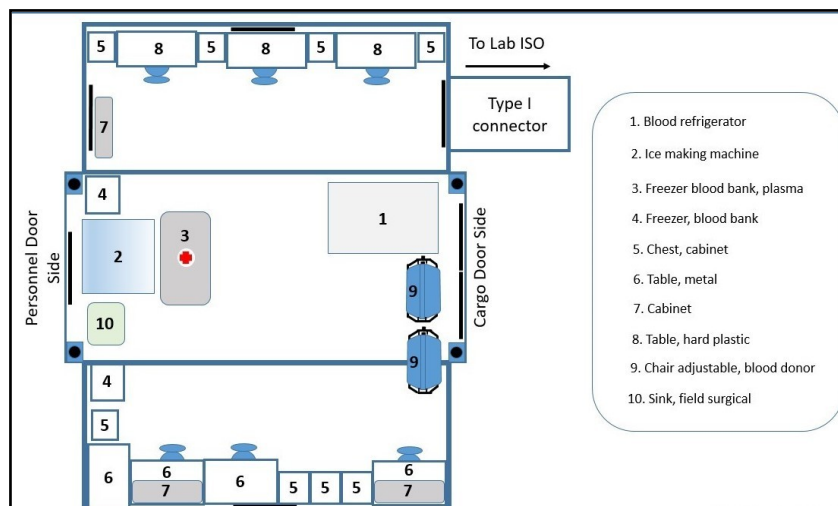 5 8 5 8 5 8 5
To Lab ISO
Type I
connector
7
4
1
2
3
9
10
9
Personnel Door
Side
Cargo Door Side
4
5
6
6
7
6
5 5 5
6
7
1. Blood refrigerator
2. Ice making machine
3. Freezer blood bank, plasma
4. Freezer, blood bank
5. Chest, cabinet
6. Table, metal
7. Cabinet
8. Table, hard plastic
9. Chair adjustable, blood donor
10. Sink, field surgical